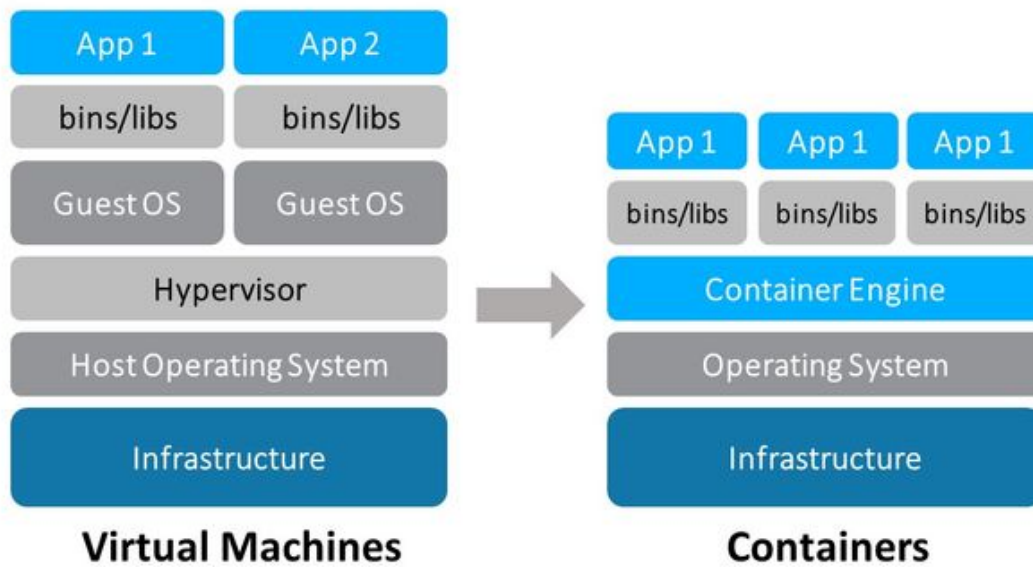 App 1 App 2
bins/libs bins/libs
Guest OS Guest OS
Hypervisor
Host Operating System
Infrastructure
Virtual Machines
App 1 App 1 App 1
bins/libs bins/libs bins/libs
Container Engine
Operating System
Infrastructure
Containers